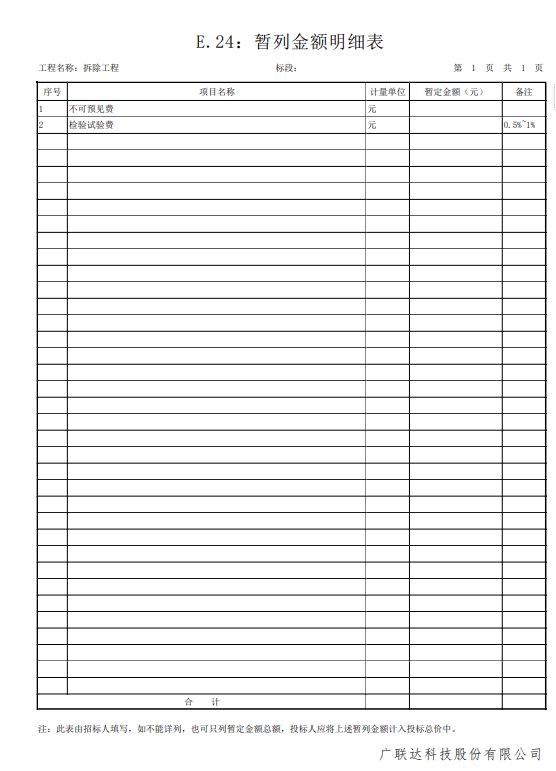 E.24：暂列金额明细表
工程名称：拆除工程 标段： 第 1 页 共 1 页
序号 项目名称 计量单位 暂定金额（元） 备注
1 不可预见费 元
2 检验试验费 元 0.5%~1%
合 计
注：此表由招标人填写，如不能详列，也可只列暂定金额总额，投标人应将上述暂列金额计入投标总价中。
广联达科技股份有限公司